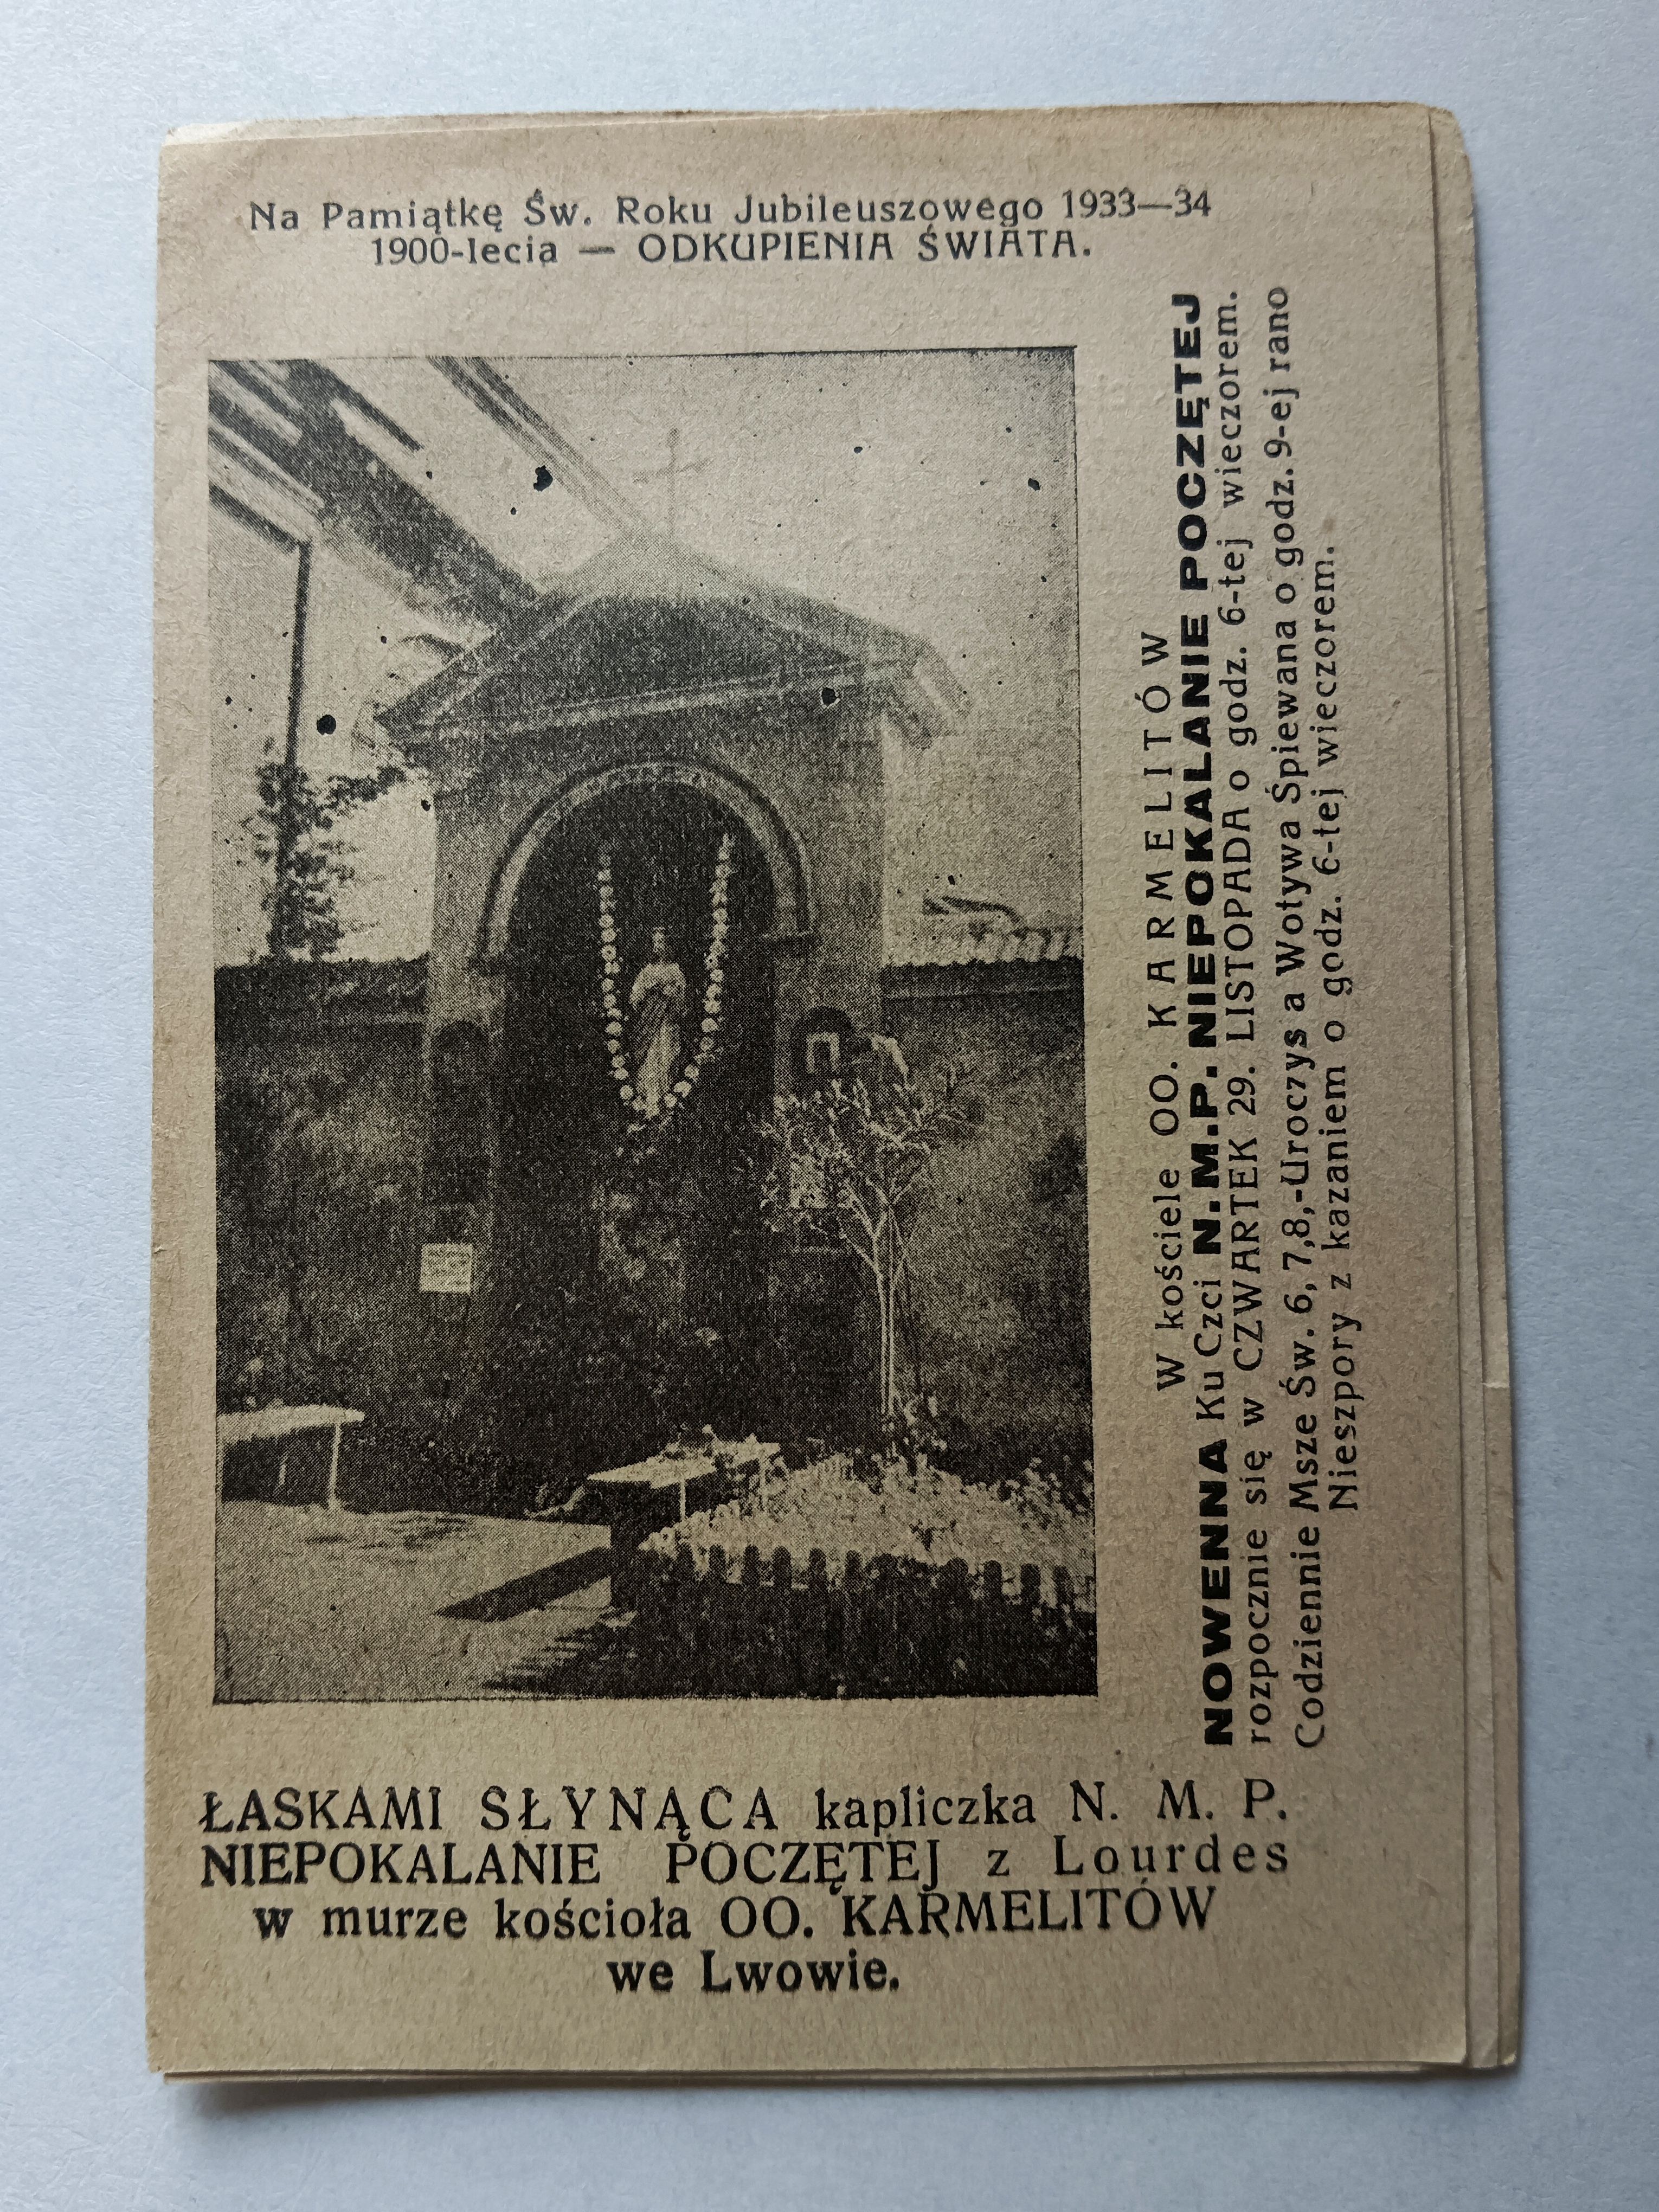 Na Pamiątkę Św. Roku Jubileuszowego 1933—34
1900-lecia — ODKUPIENIA ŚWIATA.
W kościele OO. KARMELITÓW
NOWENNA Ku Czci N.M.P. NIEPOKALANIE POCZĘTEJ
rozpocznie się w CZWARTEK 29. LISTOPADA o godz. 6-tej wieczorem.
Codziennie Msze Św. 6, 7,8,-Uroczys a Wotywa Śpiewana o godz. 9-ej rano
Nieszpory z kazaniem o godz. 6-tej wieczorem.
ŁASKAMI SŁYNĄCA kapliczka N. M. P.
NIEPOKALANIE POCZĘTEJ z Lourdes
w murze kościoła OO. KARMELITÓW
we Lwowie.